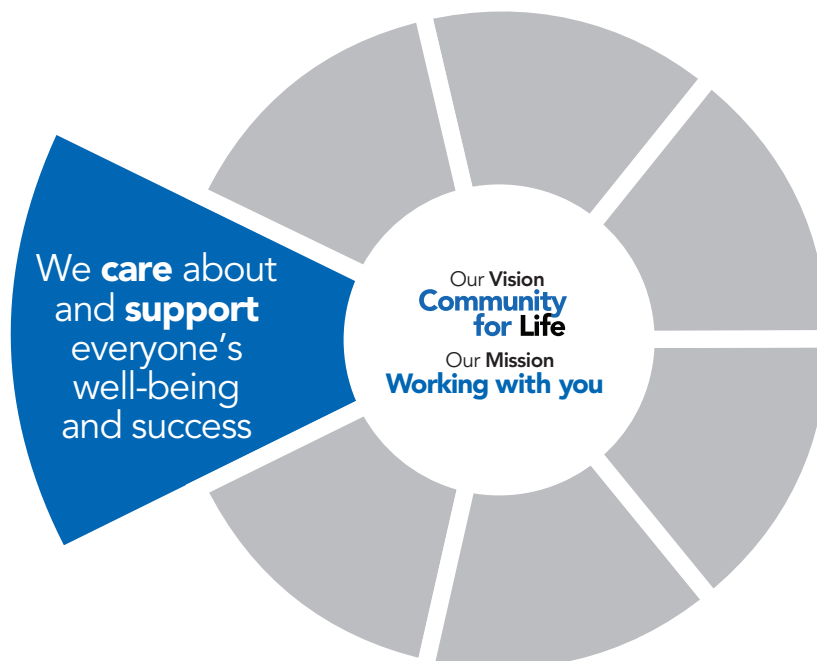 We care about
and support
everyone’s
well-being
and success
Our Vision
Community
for Life
Our Mission
Working with you